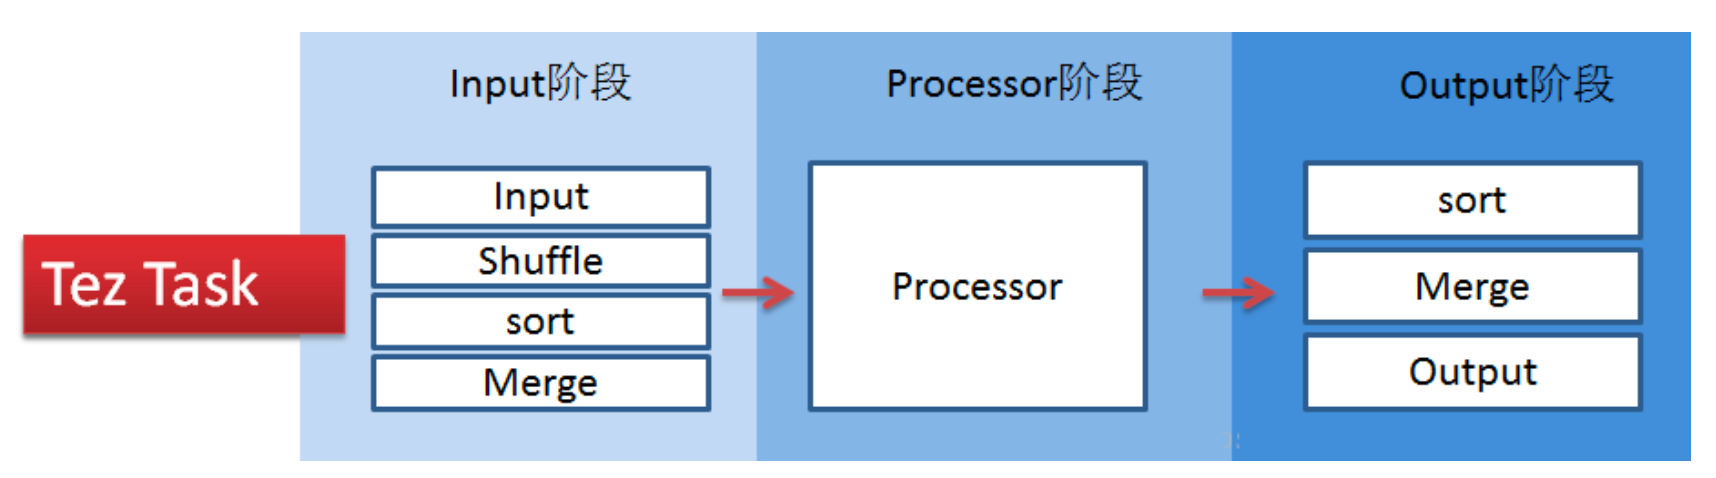 Input阶段
Processor阶段
Output阶段
Tez Task
Input
Shuffle
sort
Merge
Processor
sort
Merge
Output